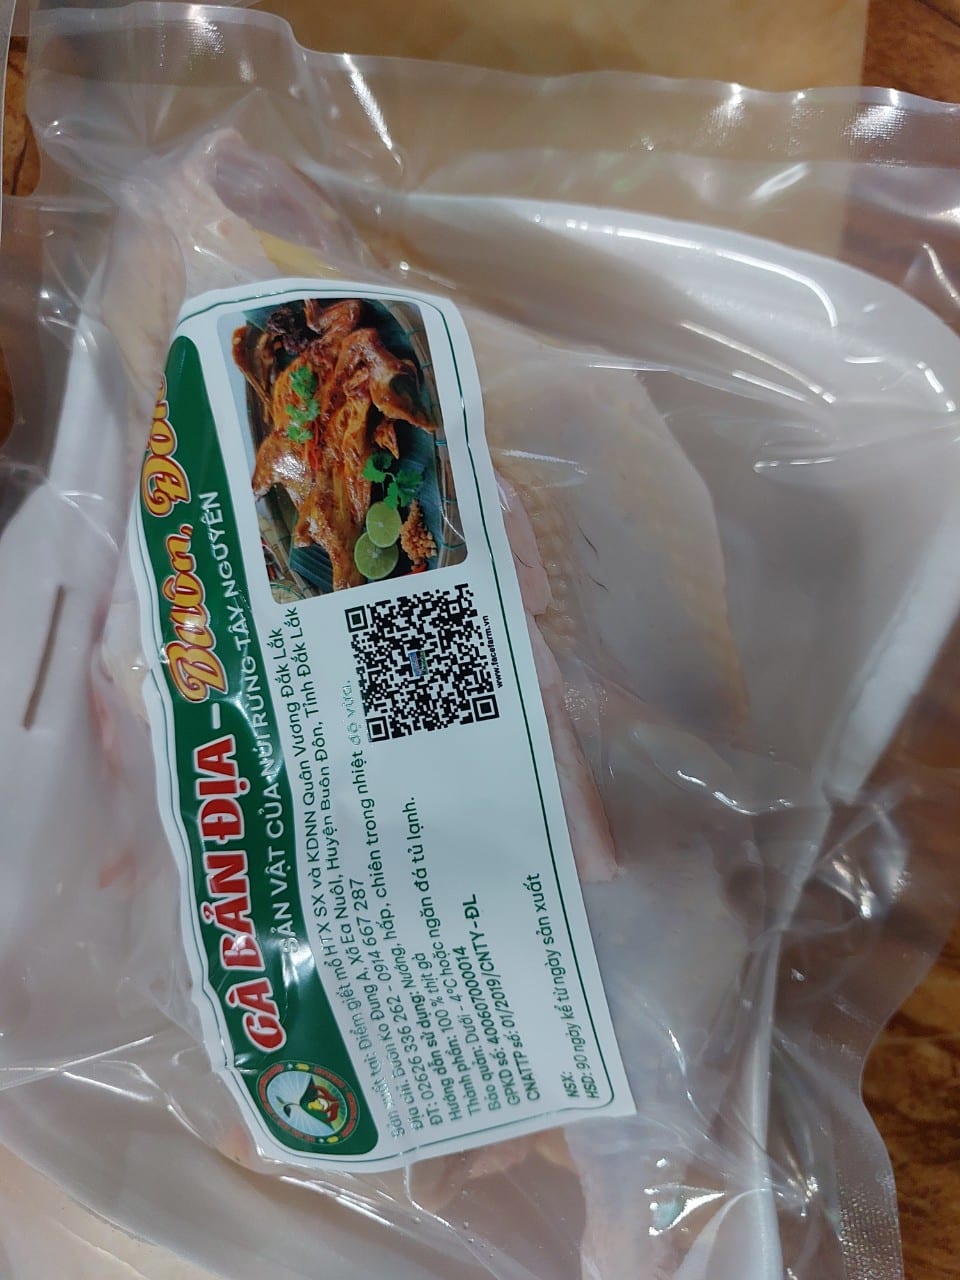 GÀ BẢN ĐỊA - Buôn Đôn
SẢN VẬT CỦA NÚI RỪNG TÂY NGUYÊN
Sản xuất tại: Điểm giết mổ HTX SX và KDNN Quân Vương Đắk Lắk
Địa chỉ: Buôn Ko Đung A, Xã Ea Nuôl, Huyện Buôn Đôn, Tỉnh Đắk Lắk
ĐT: 02626 336 262 - 0914 667 287
Hướng dẫn sử dụng: Nướng, hấp, chiên trong nhiệt độ vừa.
Thành phần: 100 % thịt gà
Bảo quản: Dưới - 4°C hoặc ngăn đá tủ lạnh.
GPKD số: 400607000014
CNATTP số: 01/2019/CNTY-ĐL
www.facefarm.vn
NSX:
HSD: 90 ngày kể từ ngày sản xuất